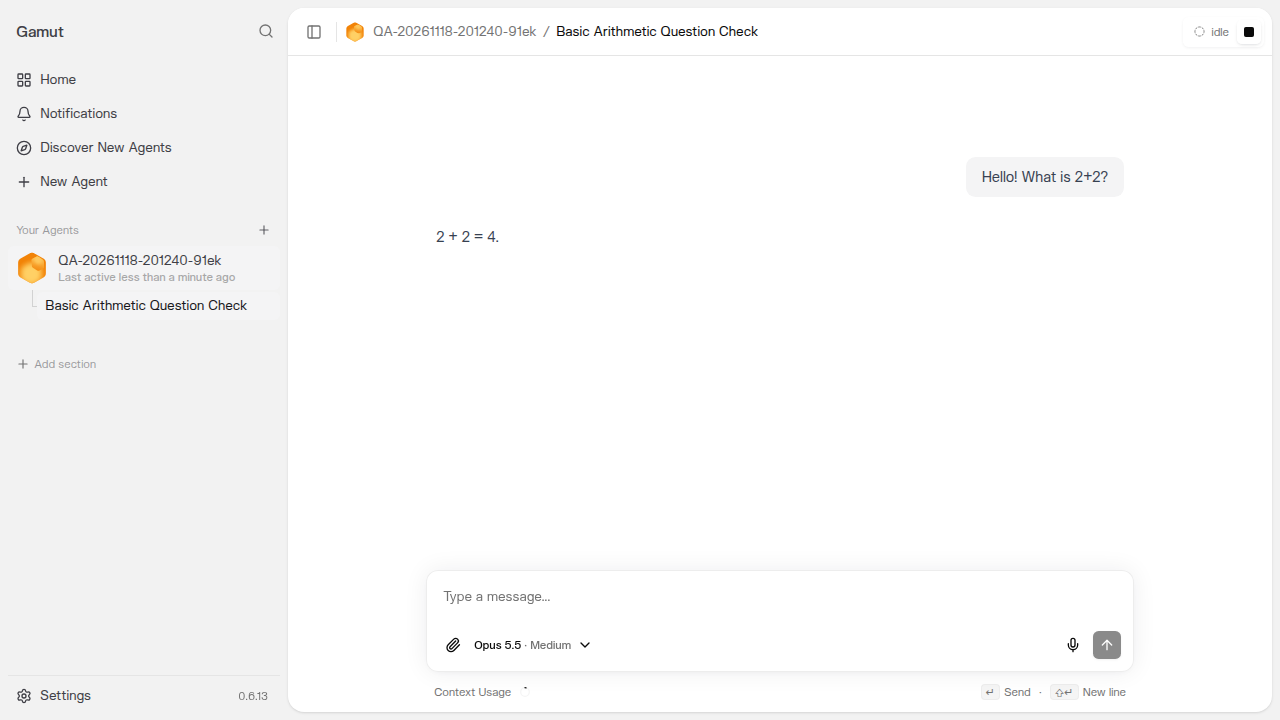 Gamut
Home
Notifications
Discover New Agents
New Agent
Your Agents
QA-20261118-201240-91ek
Last active less than a minute ago
Basic Arithmetic Question Check
Add section
Settings
0.6.13
QA-20261118-201240-91ek / Basic Arithmetic Question Check
idle
Hello! What is 2+2?
2 + 2 = 4.
Type a message...
Opus 5.5 · Medium
Context Usage
↵ Send · ⇧↵ New line